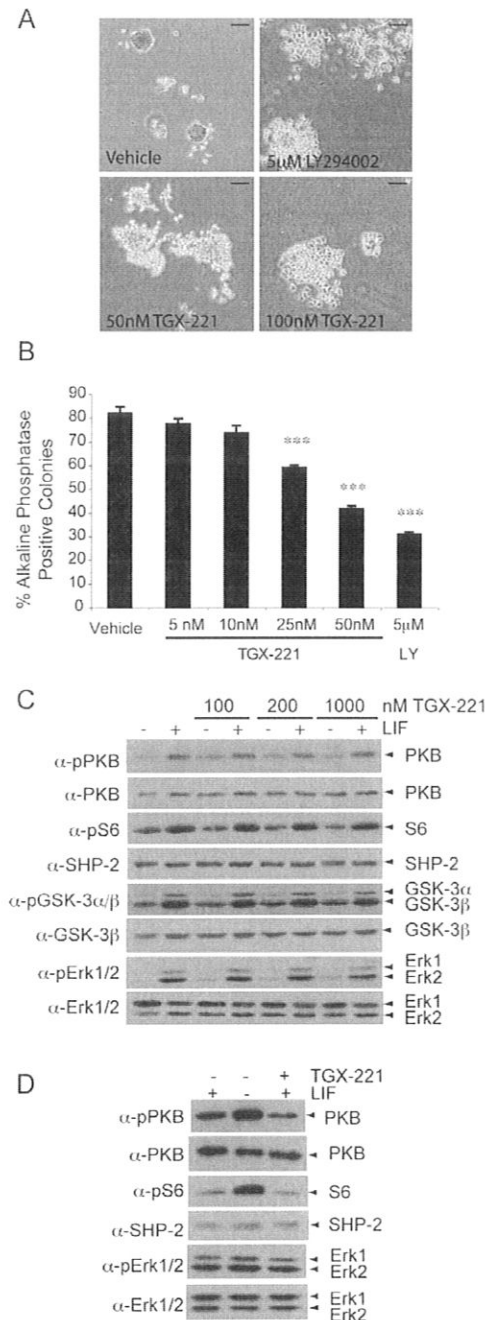 A
Vehicle
5µM LY294002
50nM TGX-221
100nM TGX-221
B
% Alkaline Phosphatase
Positive Colonies
90
80
70
60
50
40
30
20
10
0
***
***
***
Vehicle 5 nM 10nM 25nM 50nM 5µM
TGX-221 LY
C
100 200 1000 nM TGX-221
- + - + - + - + LIF
α-pPKB PKB
α-PKB PKB
α-pS6 S6
α-SHP-2 SHP-2
α-pGSK-3α/β GSK-3α
GSK-3β
α-GSK-3β GSK-3β
α-pErk1/2 Erk1
Erk2
α-Erk1/2 Erk1
Erk2
D
- - + TGX-221
+ - + LIF
α-pPKB PKB
α-PKB PKB
α-pS6 S6
α-SHP-2 SHP-2
α-pErk1/2 Erk1
Erk2
α-Erk1/2 Erk1
Erk2